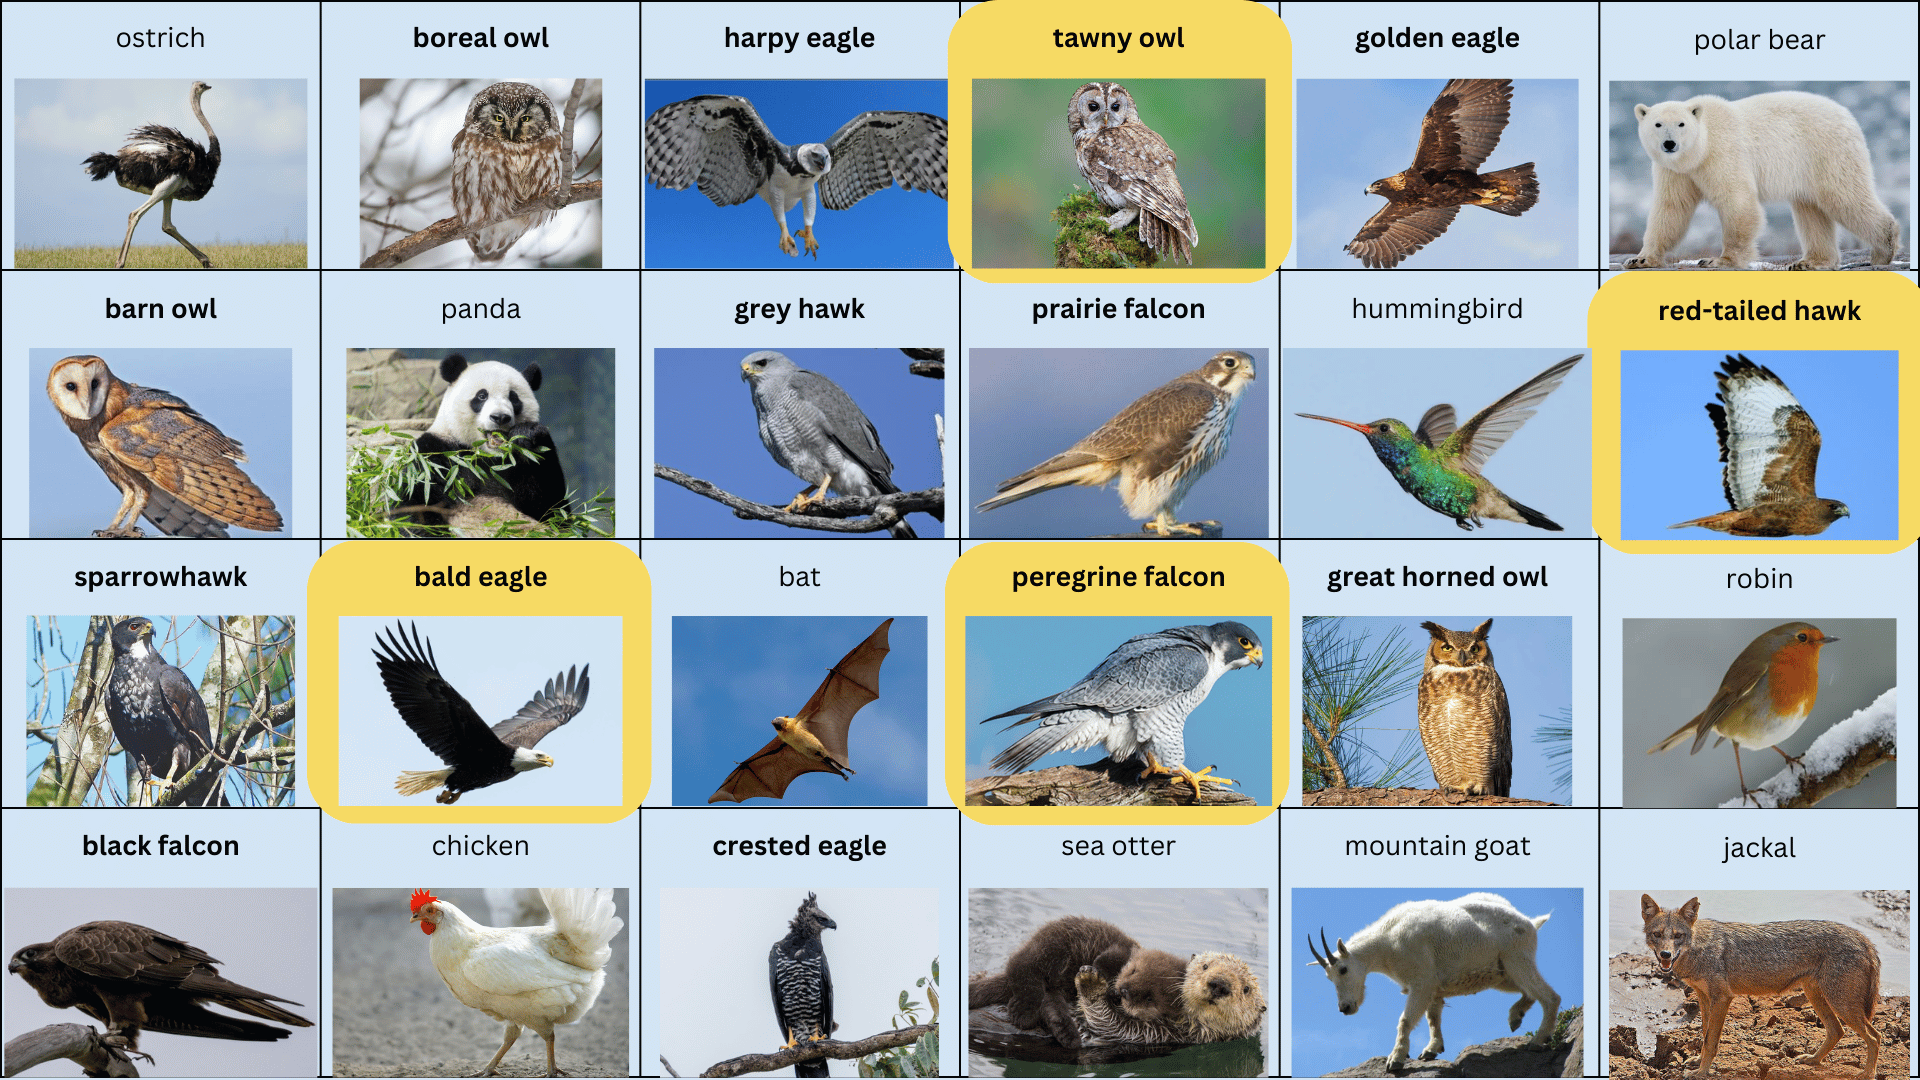 ostrich
boreal owl
harpy eagle
tawny owl
golden eagle
polar bear
barn owl
panda
grey hawk
prairie falcon
hummingbird
red-tailed hawk
sparrowhawk
bald eagle
bat
peregrine falcon
great horned owl
robin
black falcon
chicken
crested eagle
sea otter
mountain goat
jackal